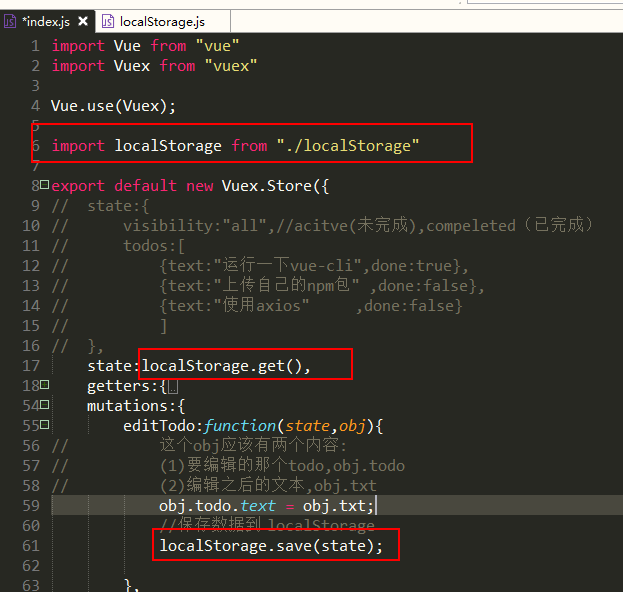 *index.js localStorage.js
1 import Vue from "vue"
2 import Vuex from "vuex"
3
4 Vue.use(Vuex);
5
6 import localStorage from "./localStorage"
7
8 export default new Vuex.Store({
9 // state:{
10 // visibility:"all",//acitve(未完成),compeleted（已完成）
11 // todos:[
12 // {text:"运行一下vue-cli",done:true},
13 // {text:"上传自己的npm包" ,done:false},
14 // {text:"使用axios" ,done:false}
15 // ]
16 // },
17 state:localStorage.get(),
18 getters:{
54 mutations:{
55 editTodo:function(state,obj){
56 // 这个obj应该有两个内容:
57 // (1)要编辑的那个todo,obj.todo
58 // (2)编辑之后的文本,obj.txt
59 obj.todo.text = obj.txt;
60 //保存数据到 localStorage
61 localStorage.save(state);
62
63 },